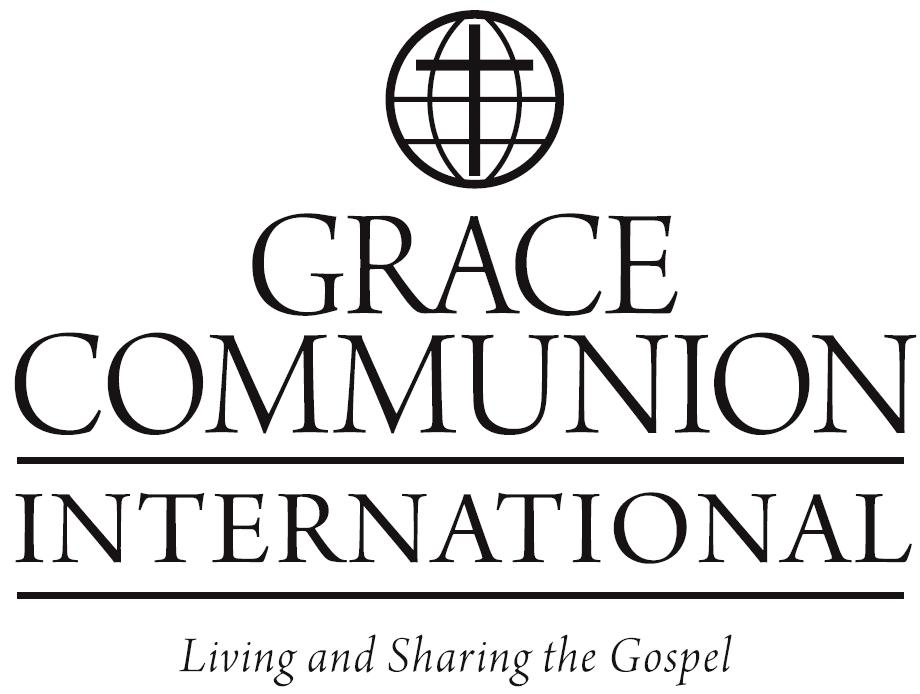 GRACE
COMMUNION
INTERNATIONAL
Living and Sharing the Gospel